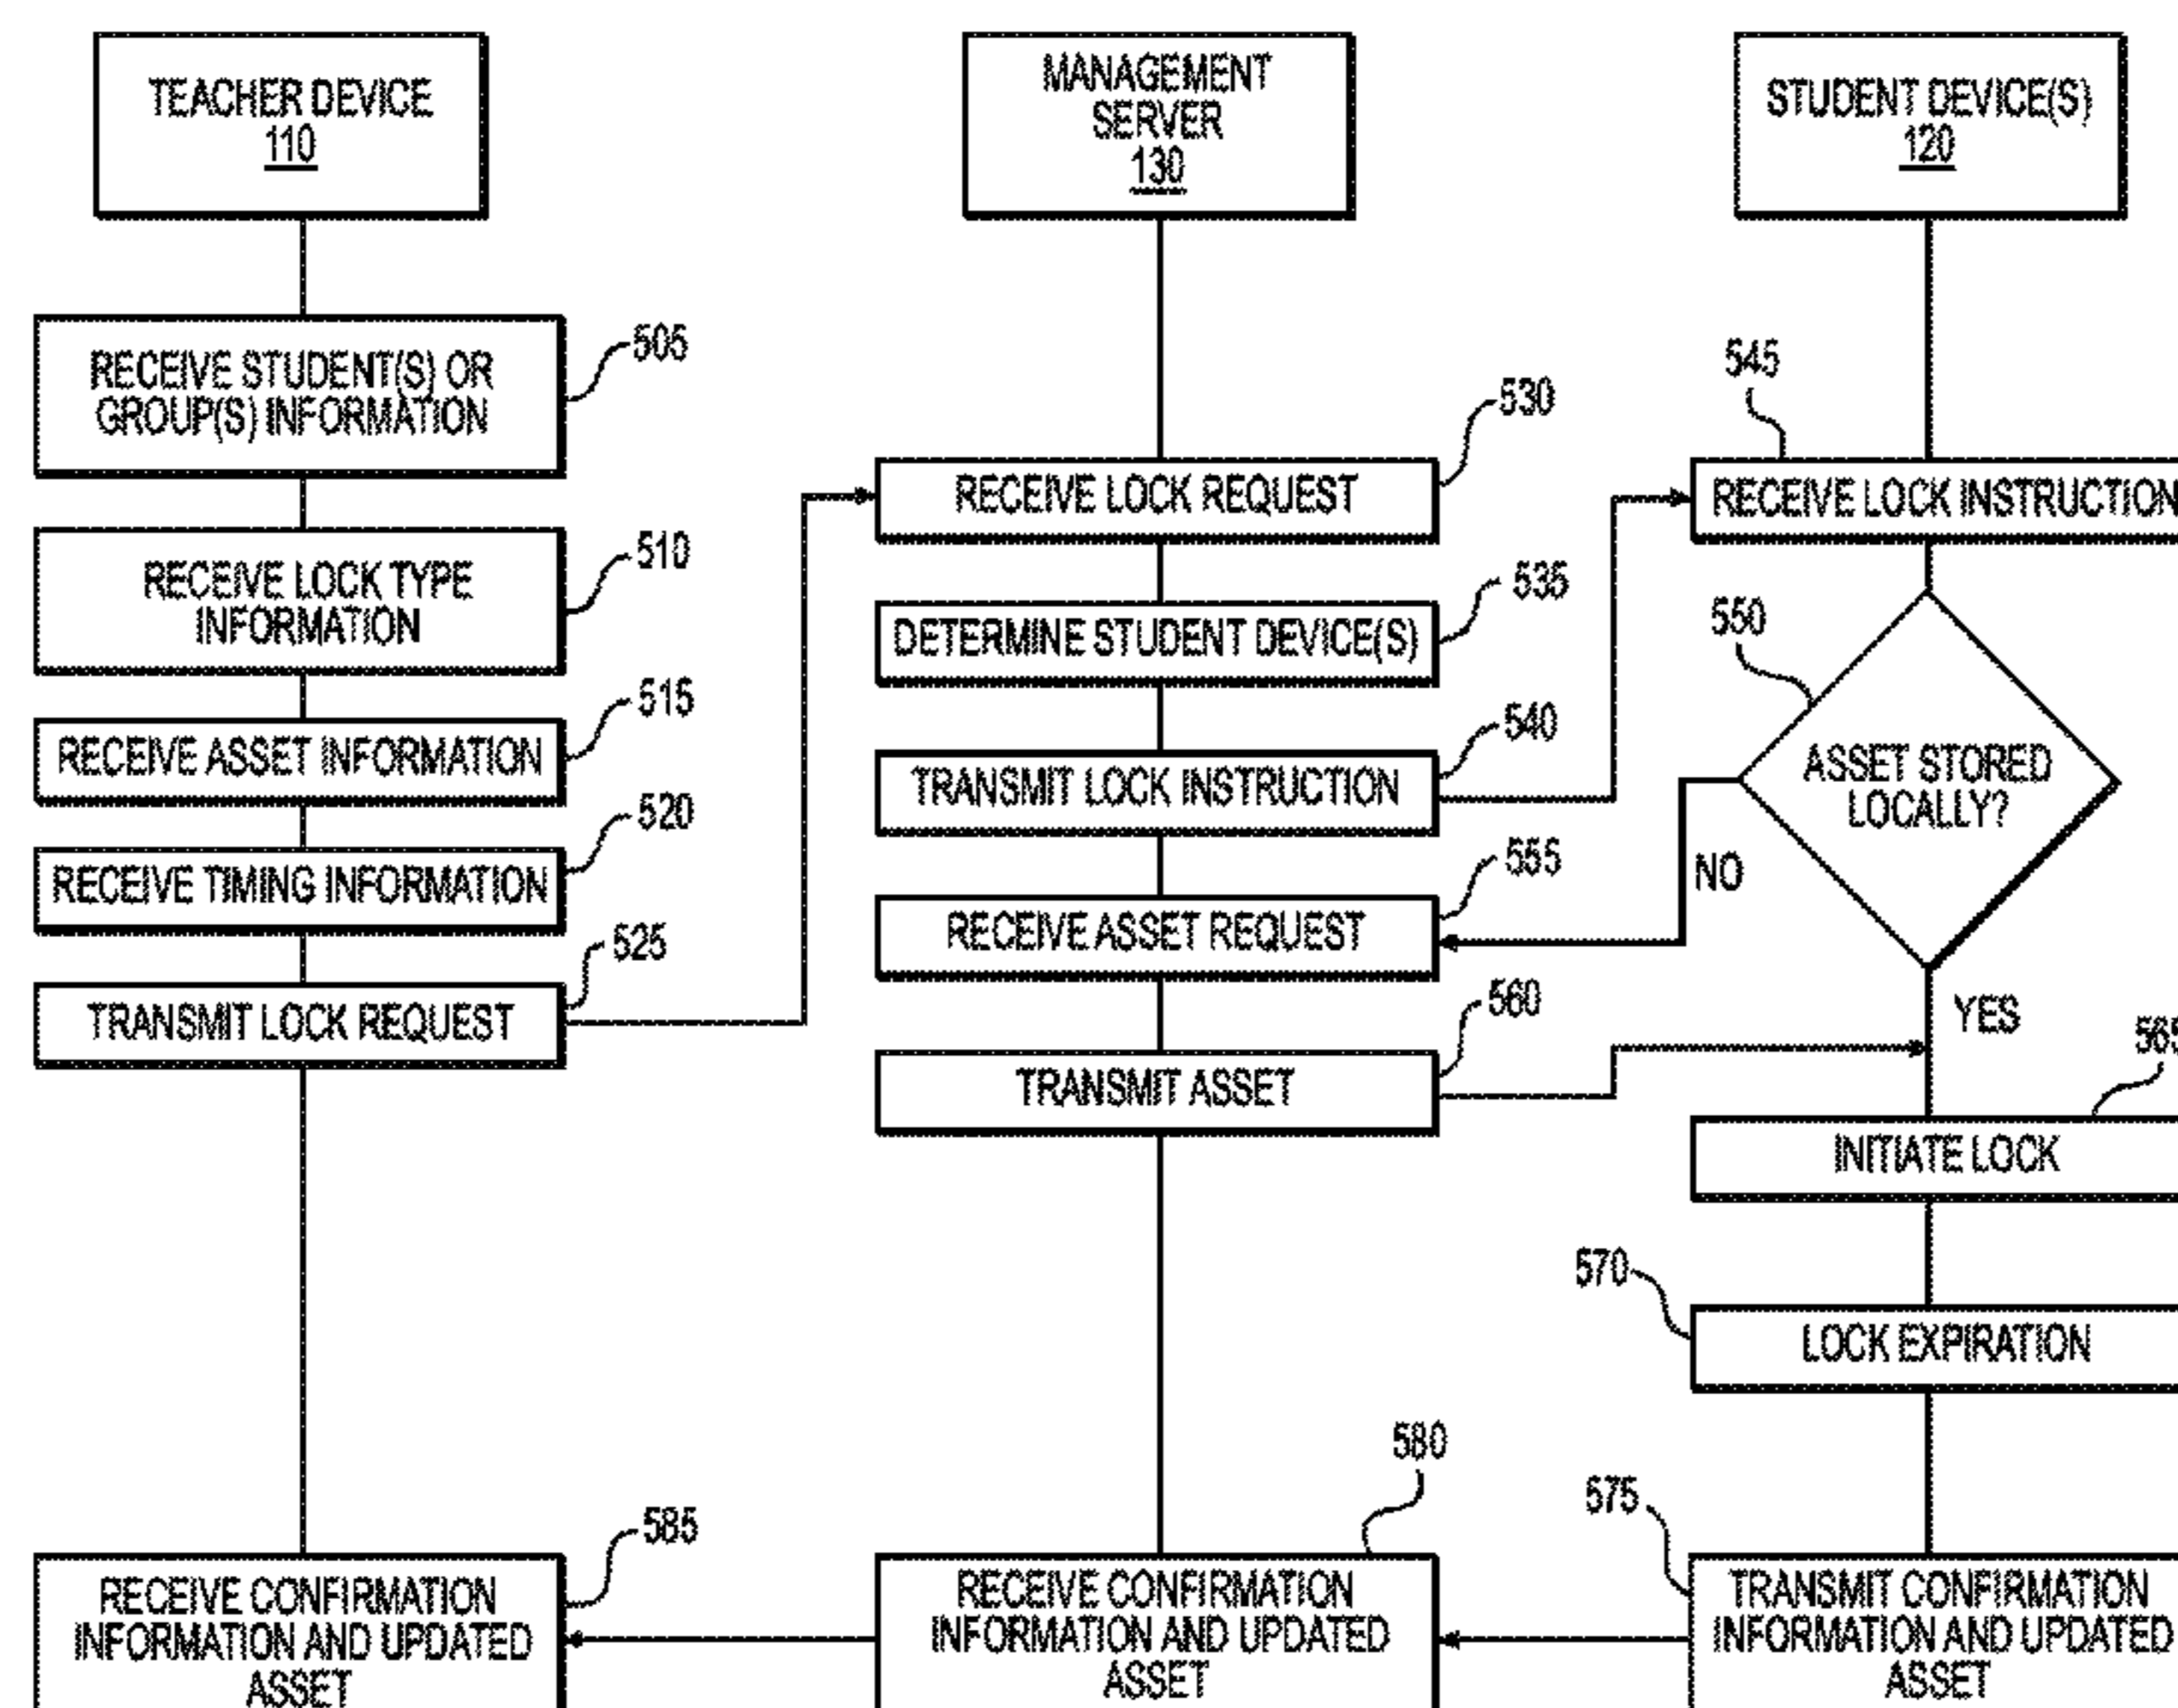 TEACHER DEVICE
110
MANAGEMENT
SERVER
130
STUDENT DEVICE(S)
120
RECEIVE STUDENT(S) OR
GROUP(S) INFORMATION
505
RECEIVE LOCK TYPE
INFORMATION
510
RECEIVE ASSET INFORMATION
515
RECEIVE TIMING INFORMATION
520
TRANSMIT LOCK REQUEST
525
RECEIVE LOCK REQUEST
530
DETERMINE STUDENT DEVICE(S)
535
TRANSMIT LOCK INSTRUCTION
540
545
RECEIVE LOCK INSTRUCTION
550
ASSET STORED
LOCALLY?
NO
YES
RECEIVE ASSET REQUEST
555
TRANSMIT ASSET
560
565
INITIATE LOCK
570
LOCK EXPIRATION
575
TRANSMIT CONFIRMATION
INFORMATION AND UPDATED
ASSET
580
RECEIVE CONFIRMATION
INFORMATION AND UPDATED
ASSET
585
RECEIVE CONFIRMATION
INFORMATION AND UPDATED
ASSET